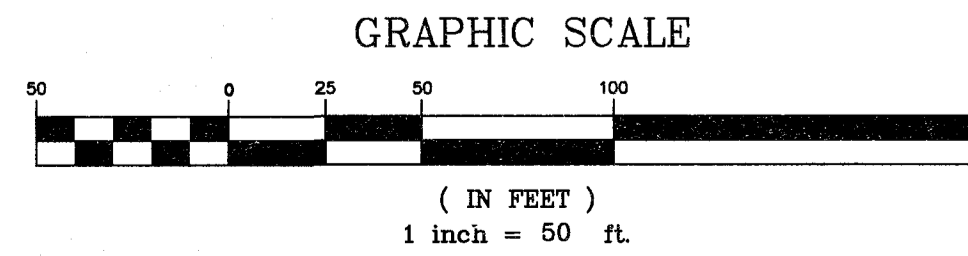 GRAPHIC SCALE
50 0 25 50 100
( IN FEET )
1 inch = 50 ft.